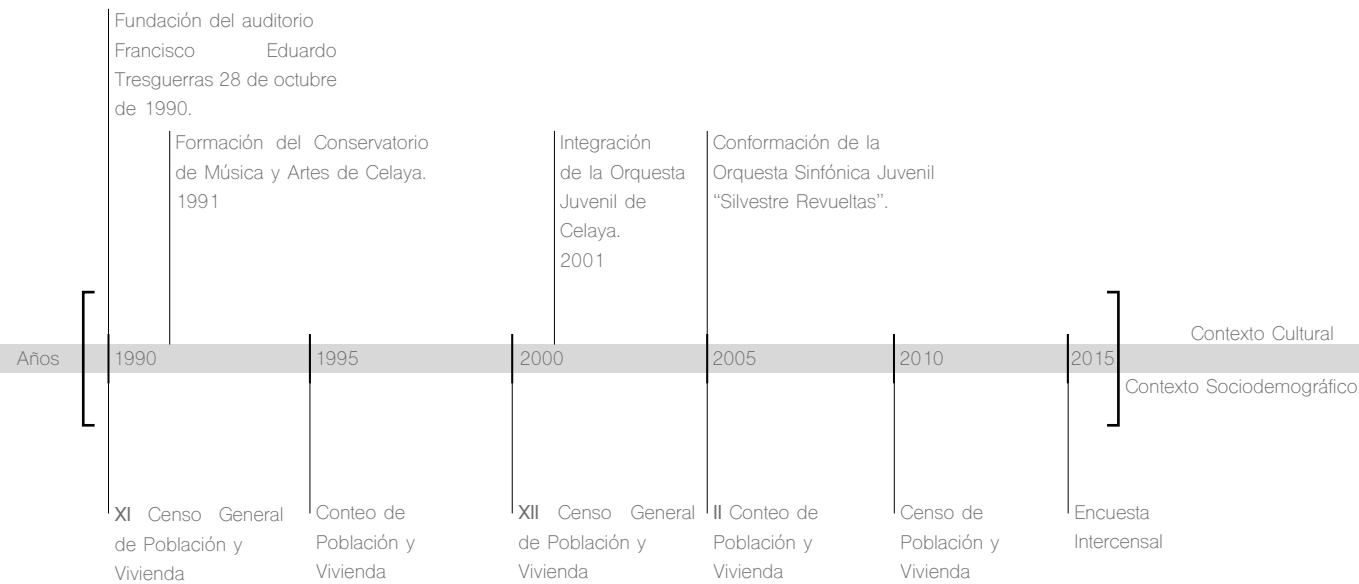 Fundación del auditorio
Francisco Eduardo
Tresguerras 28 de octubre
de 1990.
Formación del Conservatorio
de Música y Artes de Celaya.
1991
Integración
de la Orquesta
Juvenil de
Celaya.
2001
Conformación de la
Orquesta Sinfónica Juvenil
“Silvestre Revueltas”.
Contexto Cultural
Años
1990
1995
2000
2005
2010
2015
Contexto Sociodemográfico
XI Censo General
de Población y
Vivienda
Conteo de
Población y
Vivienda
XII Censo General
de Población y
Vivienda
II Conteo de
Población y
Vivienda
Censo de
Población y
Vivienda
Encuesta
Intercensal